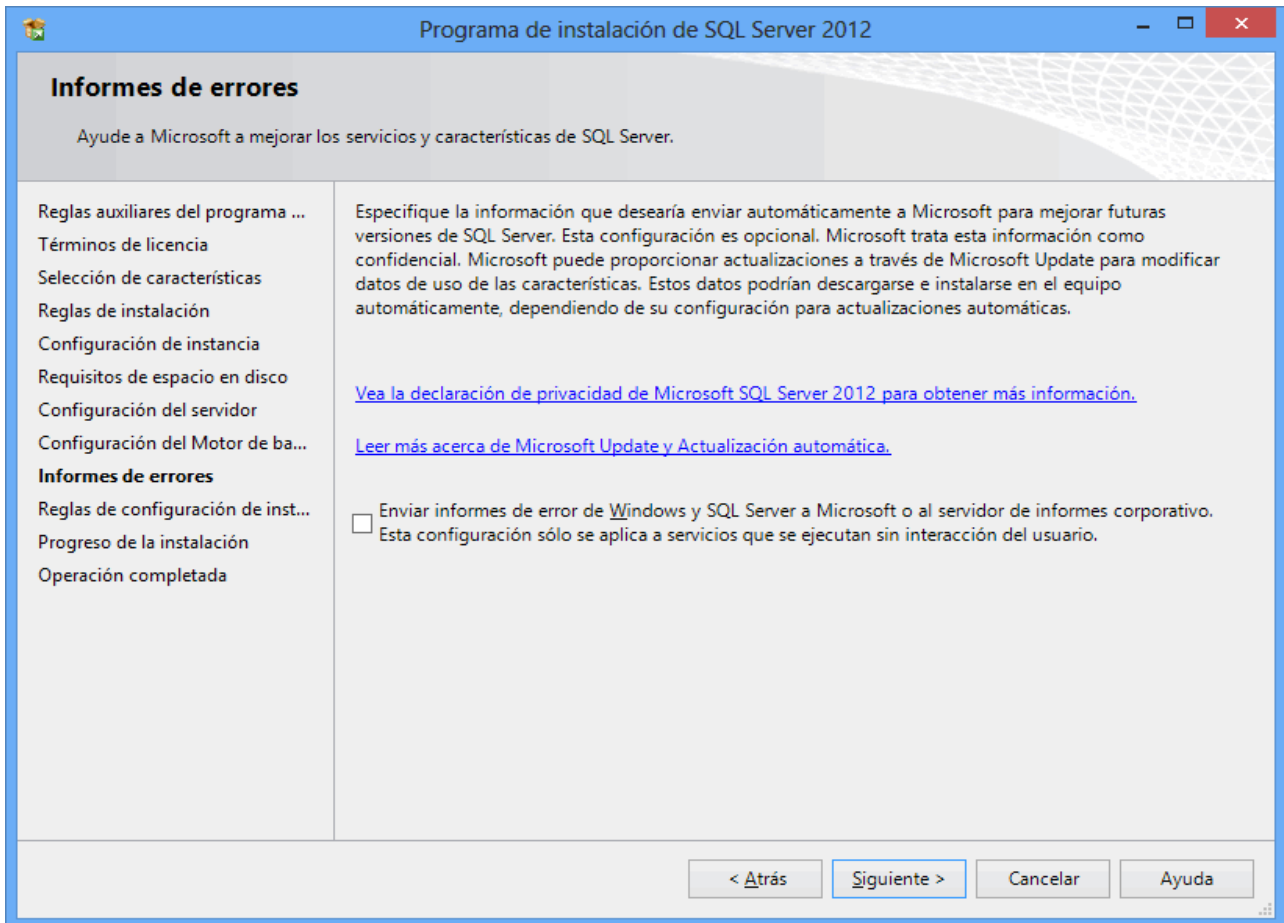 Programa de instalación de SQL Server 2012
Informes de errores
Ayude a Microsoft a mejorar los servicios y características de SQL Server.
Reglas auxiliares del programa ...
Términos de licencia
Selección de características
Reglas de instalación
Configuración de instancia
Requisitos de espacio en disco
Configuración del servidor
Configuración del Motor de ba...
Informes de errores
Reglas de configuración de inst...
Progreso de la instalación
Operación completada
Especifique la información que desearía enviar automáticamente a Microsoft para mejorar futuras
versiones de SQL Server. Esta configuración es opcional. Microsoft trata esta información como
confidencial. Microsoft puede proporcionar actualizaciones a través de Microsoft Update para modificar
datos de uso de las características. Estos datos podrían descargarse e instalarse en el equipo
automáticamente, dependiendo de su configuración para actualizaciones automáticas.
Vea la declaración de privacidad de Microsoft SQL Server 2012 para obtener más información.
Leer más acerca de Microsoft Update y Actualización automática.
Enviar informes de error de Windows y SQL Server a Microsoft o al servidor de informes corporativo.
Esta configuración sólo se aplica a servicios que se ejecutan sin interacción del usuario.
< Atrás
Siguiente >
Cancelar
Ayuda